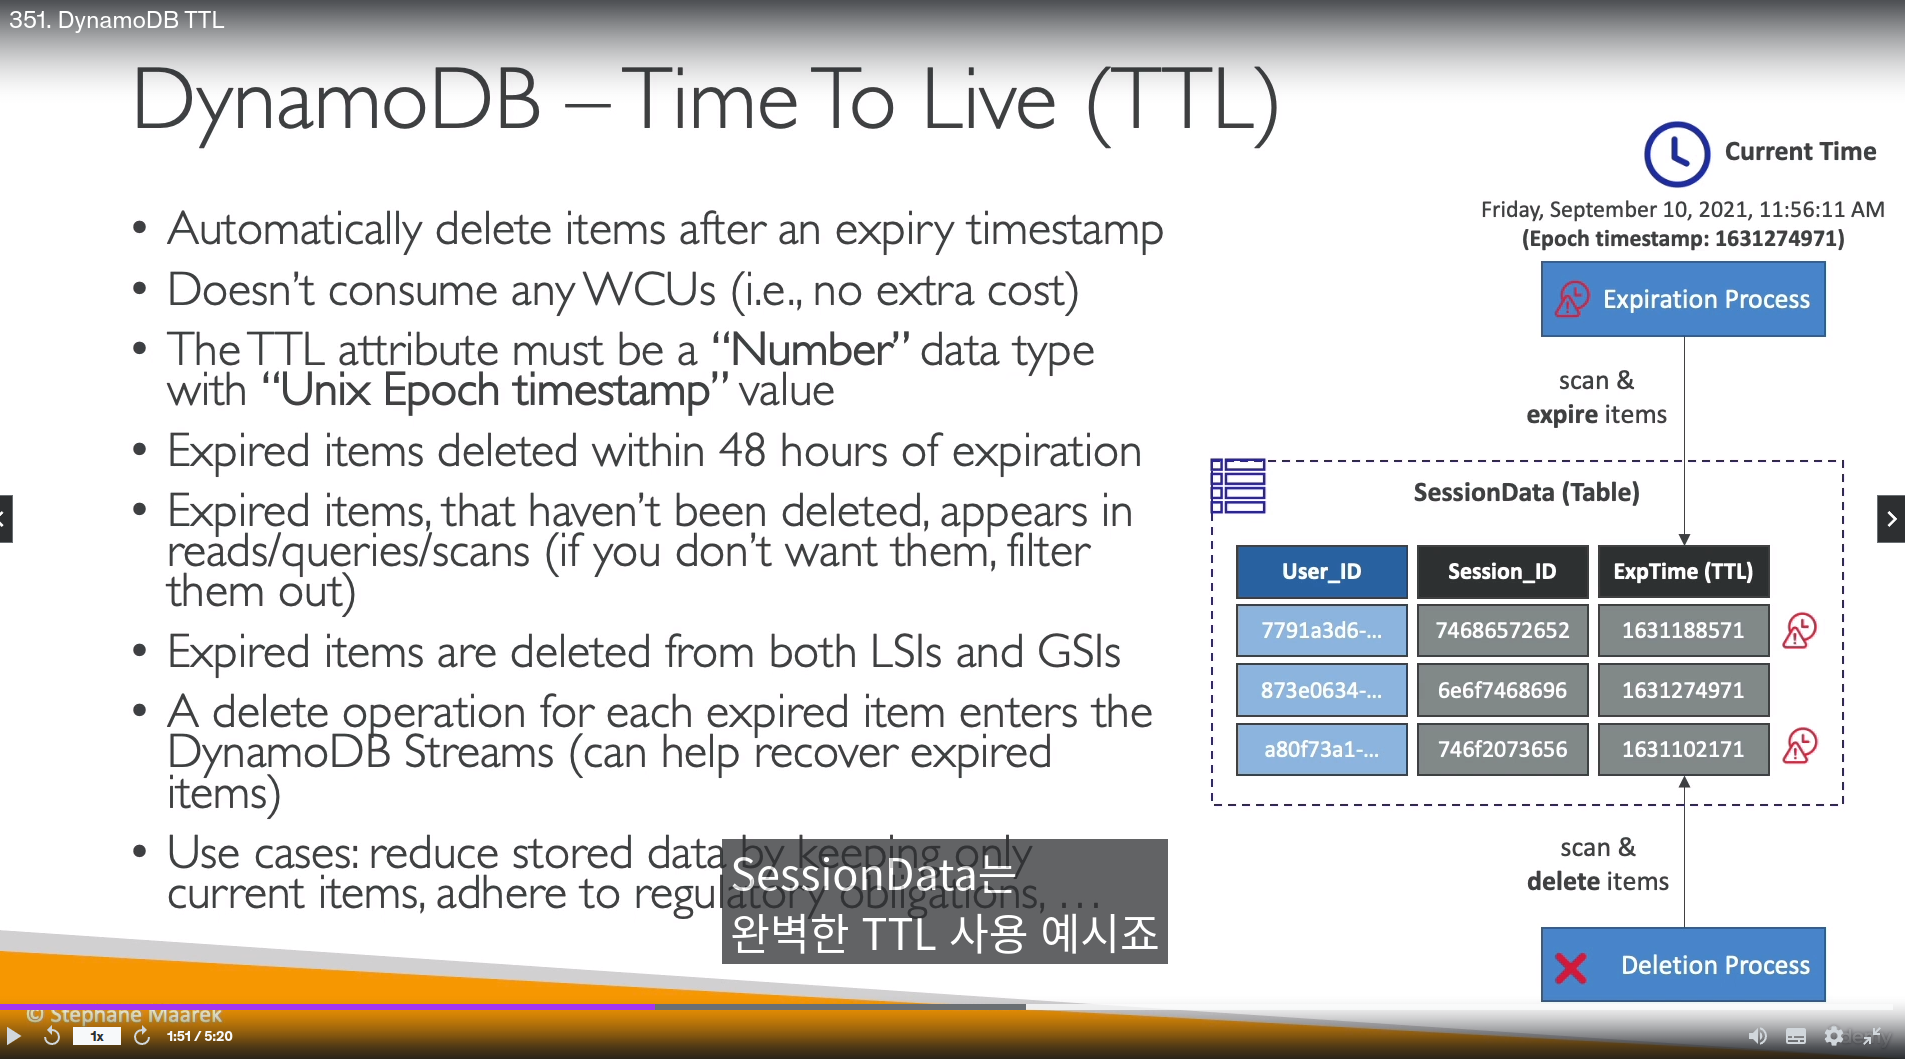 351. DynamoDB TTL
DynamoDB – Time To Live (TTL)
• Automatically delete items after an expiry timestamp
• Doesn't consume any WCUs (i.e., no extra cost)
• The TTL attribute must be a “Number” data type
with “Unix Epoch timestamp” value
• Expired items deleted within 48 hours of expiration
• Expired items, that haven't been deleted, appears in
reads/queries/scans (if you don't want them, filter
them out)
• Expired items are deleted from both LSIs and GSIs
• A delete operation for each expired item enters the
DynamoDB Streams (can help recover expired
items)
• Use cases: reduce stored data by keeping only
current items, adhere to regulatory obligations, …
Current Time
Friday, September 10, 2021, 11:56:11 AM
(Epoch timestamp: 1631274971)
Expiration Process
scan &
expire items
SessionData (Table)
User_ID Session_ID ExpTime (TTL)
7791a3d6-... 74686572652 1631188571
873e0634-... 6e6f7468696 1631274971
a80f73a1-... 746f2073656 1631102171
scan &
delete items
Deletion Process
SessionData는
완벽한 TTL 사용 예시죠
© Stephane Maarek
1x 1:51 / 5:20